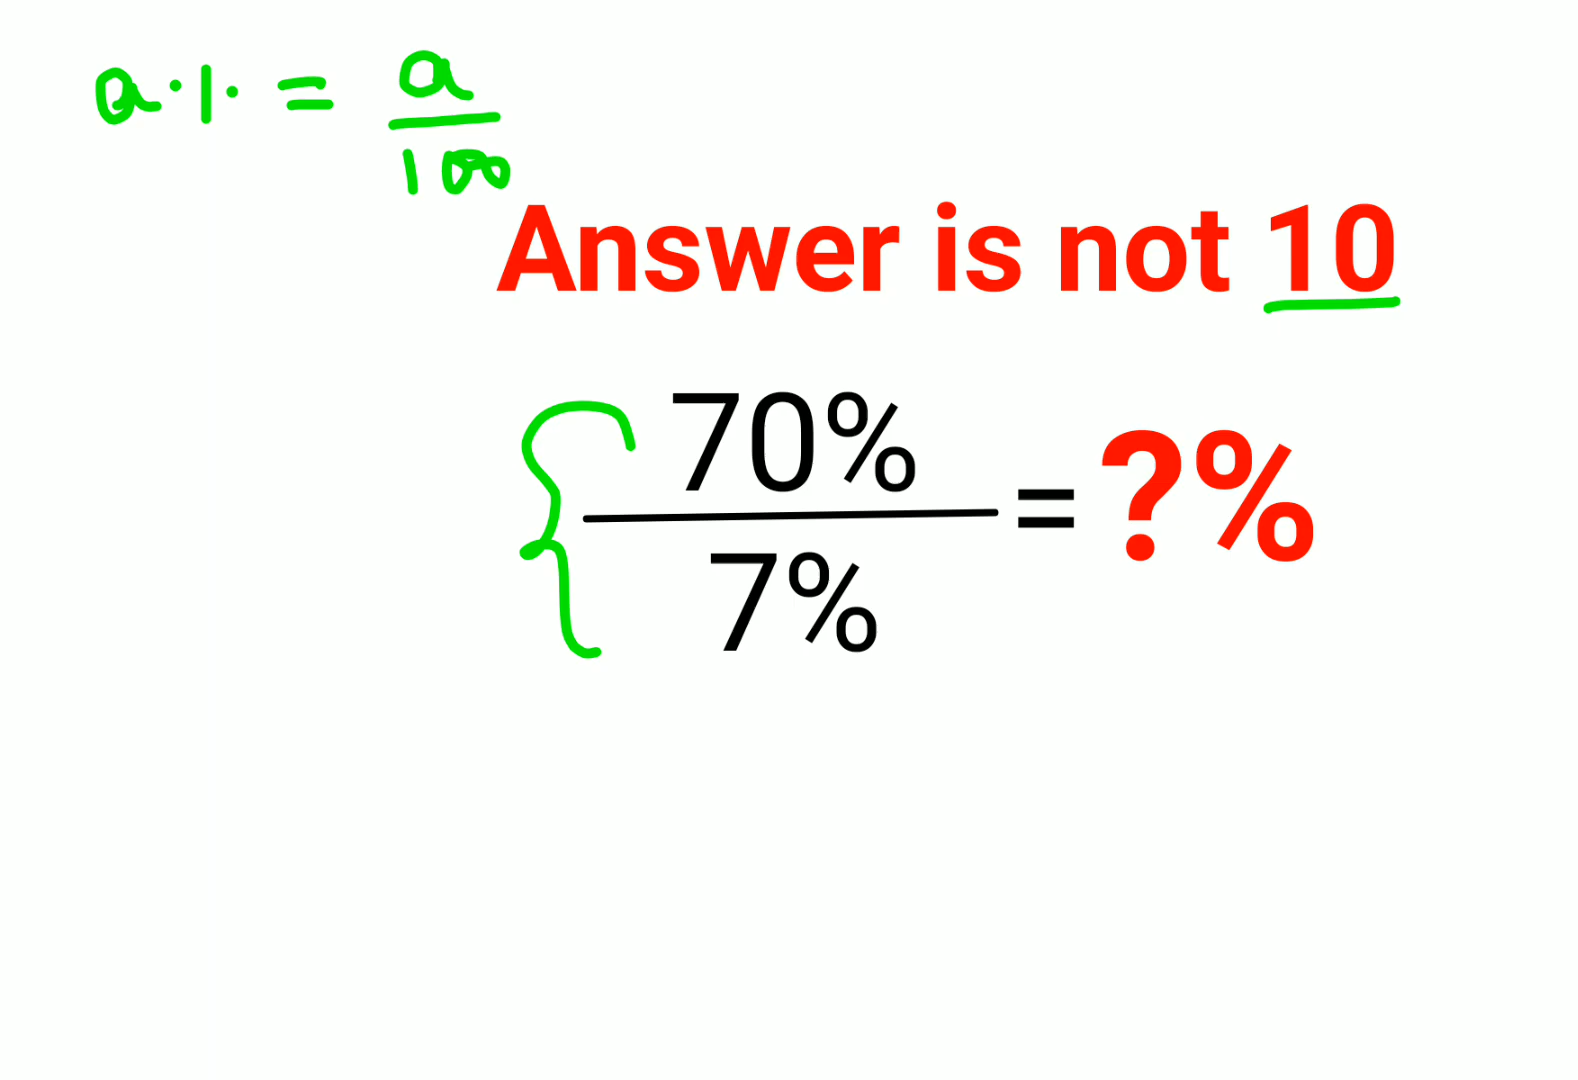 a % = a
100
Answer is not 10
70%
7%
= ?%